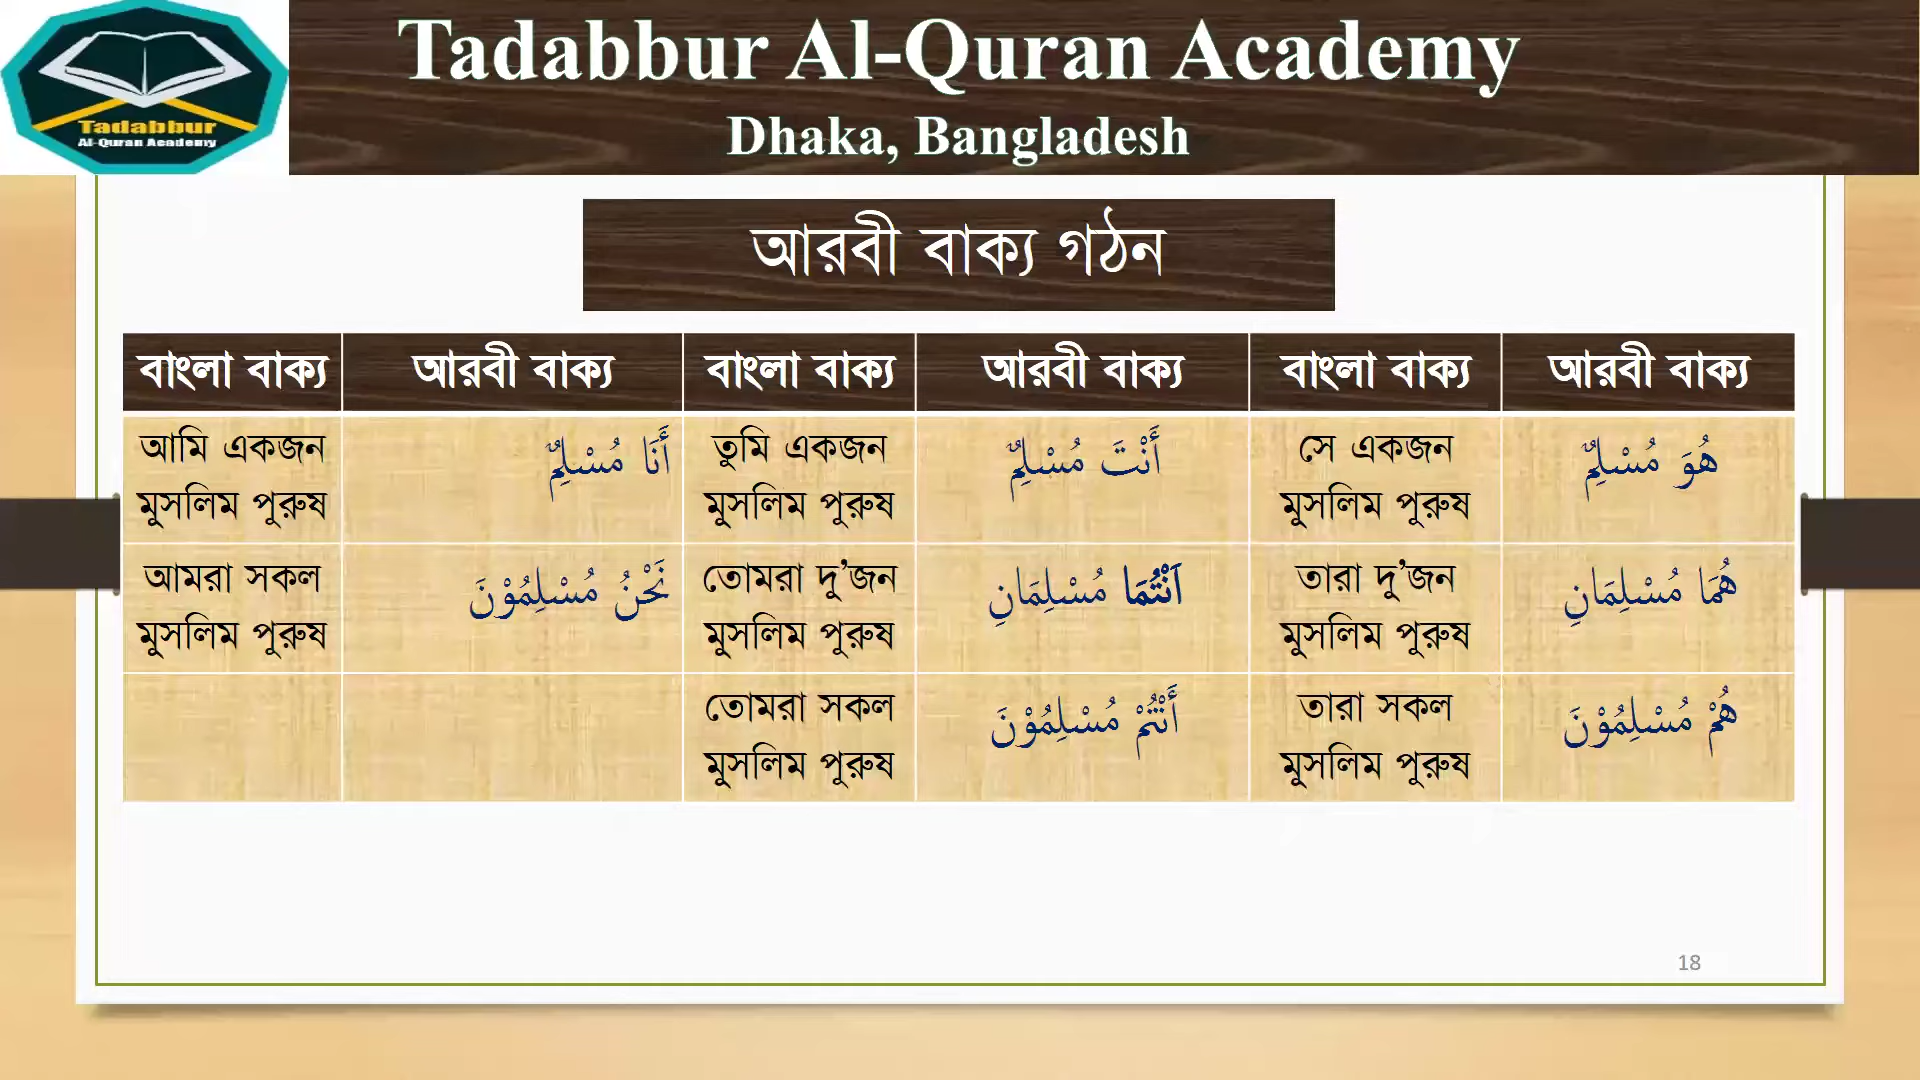 Tadabbur Al-Quran Academy
Dhaka, Bangladesh
Tadabbur
Al-Quran Academy
আরবী বাক্য গঠন
বাংলা বাক্য
আরবী বাক্য
বাংলা বাক্য
আরবী বাক্য
বাংলা বাক্য
আরবী বাক্য
আমি একজন
মুসলিম পুরুষ
أَنَا مُسْلِمٌ
তুমি একজন
মুসলিম পুরুষ
أَنْتَ مُسْلِمٌ
সে একজন
মুসলিম পুরুষ
هُوَ مُسْلِمٌ
আমরা সকল
মুসলিম পুরুষ
نَحْنُ مُسْلِمُوْنَ
তোমরা দু’জন
মুসলিম পুরুষ
اَنْتُمَا مُسْلِمَانِ
তারা দু’জন
মুসলিম পুরুষ
هُمَا مُسْلِمَانِ
তোমরা সকল
মুসলিম পুরুষ
أَنْتُمْ مُسْلِمُوْنَ
তারা সকল
মুসলিম পুরুষ
هُمْ مُسْلِمُوْنَ
18